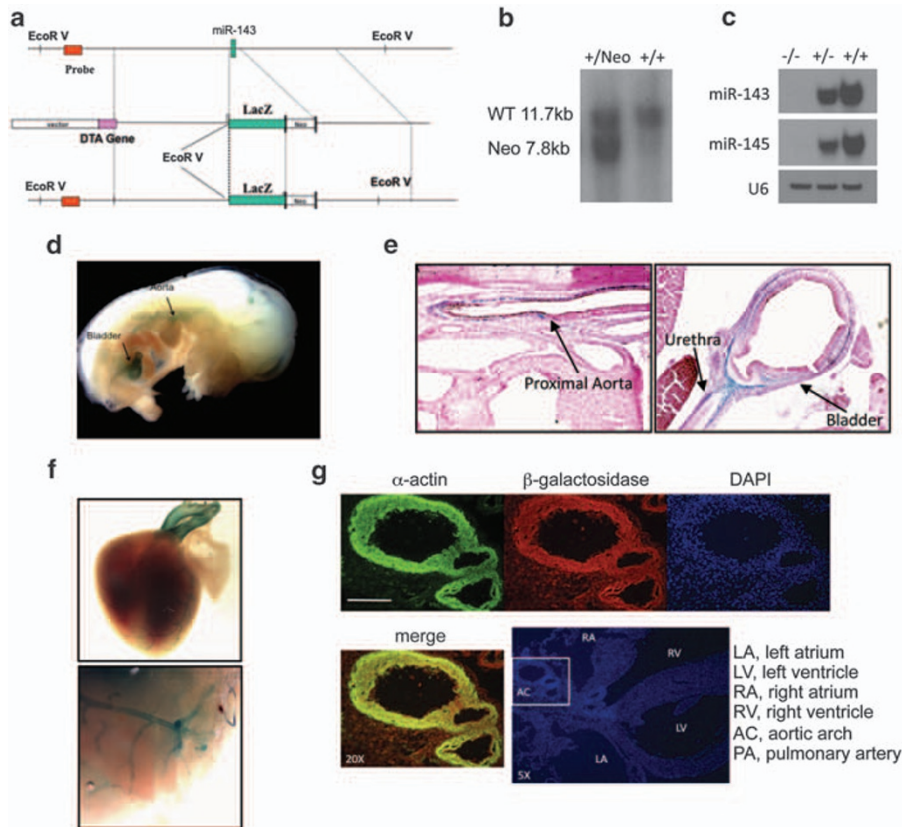 a
miR-143
EcoR V
EcoR V
Probe
LacZ
vector
Neo
DTA Gene
EcoR V
EcoR V
LacZ
EcoR V
Neo
b
+/Neo +/+
WT 11.7kb
Neo 7.8kb
c
-/- +/- +/+
miR-143
miR-145
U6
d
Aorta
Bladder
e
Proximal Aorta
Urethra
Bladder
f
g
α-actin
β-galactosidase
DAPI
merge
20X
RA
RV
AC
LV
LA
5X
LA, left atrium
LV, left ventricle
RA, right atrium
RV, right ventricle
AC, aortic arch
PA, pulmonary artery